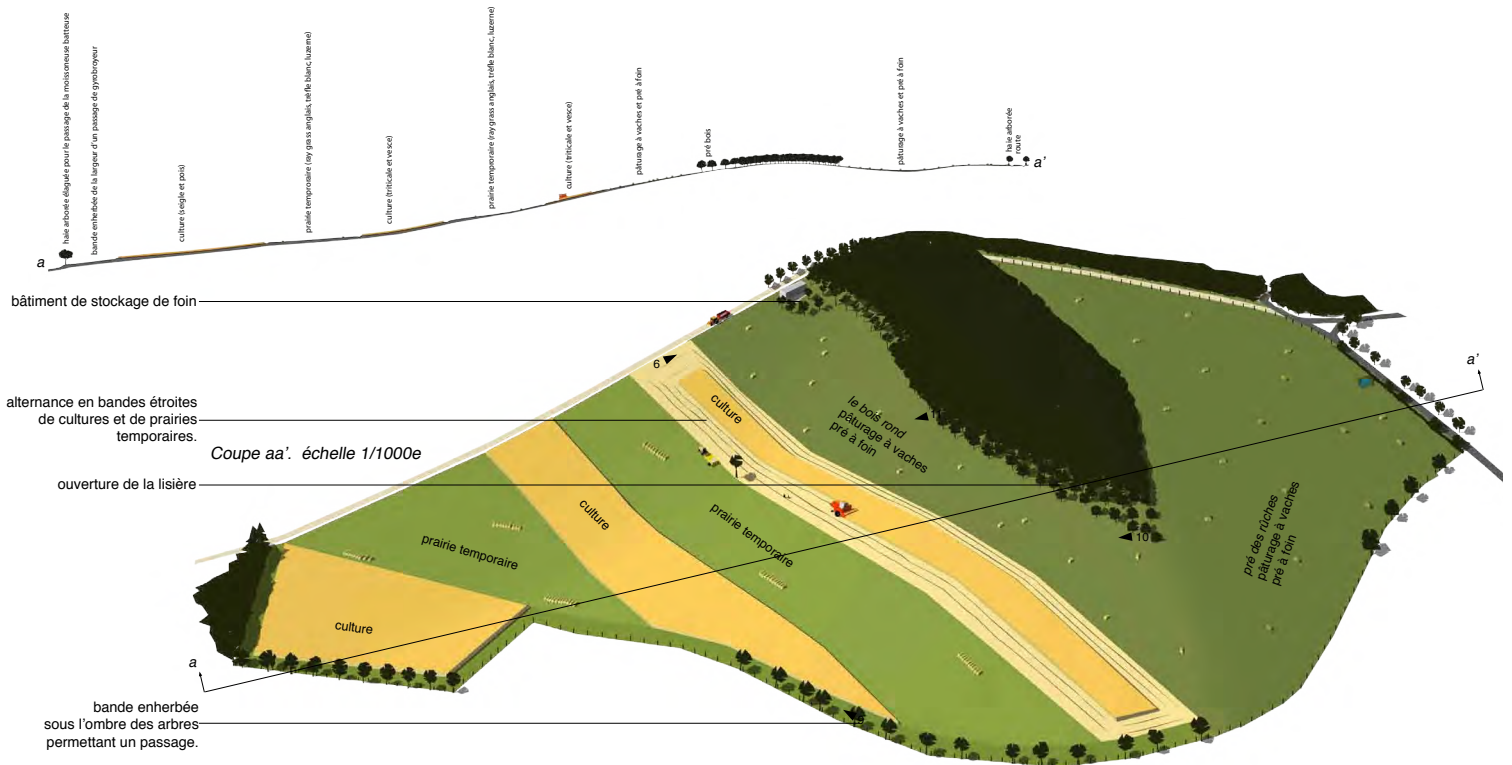 haie arborée élaguée pour le passage de la moissoneuse batteuse
bande enherbée de la largeur d'un passage de gyrobroyeur
culture (seigle et pois)
prairie temproraire (ray grass anglais, trèfle blanc, luzerne)
culture (triticale et vesce)
prairie temproraire (ray grass anglais, trèfle blanc, luzerne)
culture (triticale et vesce)
pâturage à vaches et pré à foin
pré bois
pâturage à vaches et pré à foin
haie arborée
route
a
a'
bâtiment de stockage de foin
6
a'
alternance en bandes étroites
de cultures et de prairies
temporaires.
culture
le bois rond
pâturage à vaches
pré à foin
Coupe aa'. échelle 1/1000e
ouverture de la lisière
culture
prairie temporaire
prairie temporaire
10
pré des rûches
pâturage à vaches
pré à foin
culture
a
bande enherbée
sous l'ombre des arbres
permettant un passage.